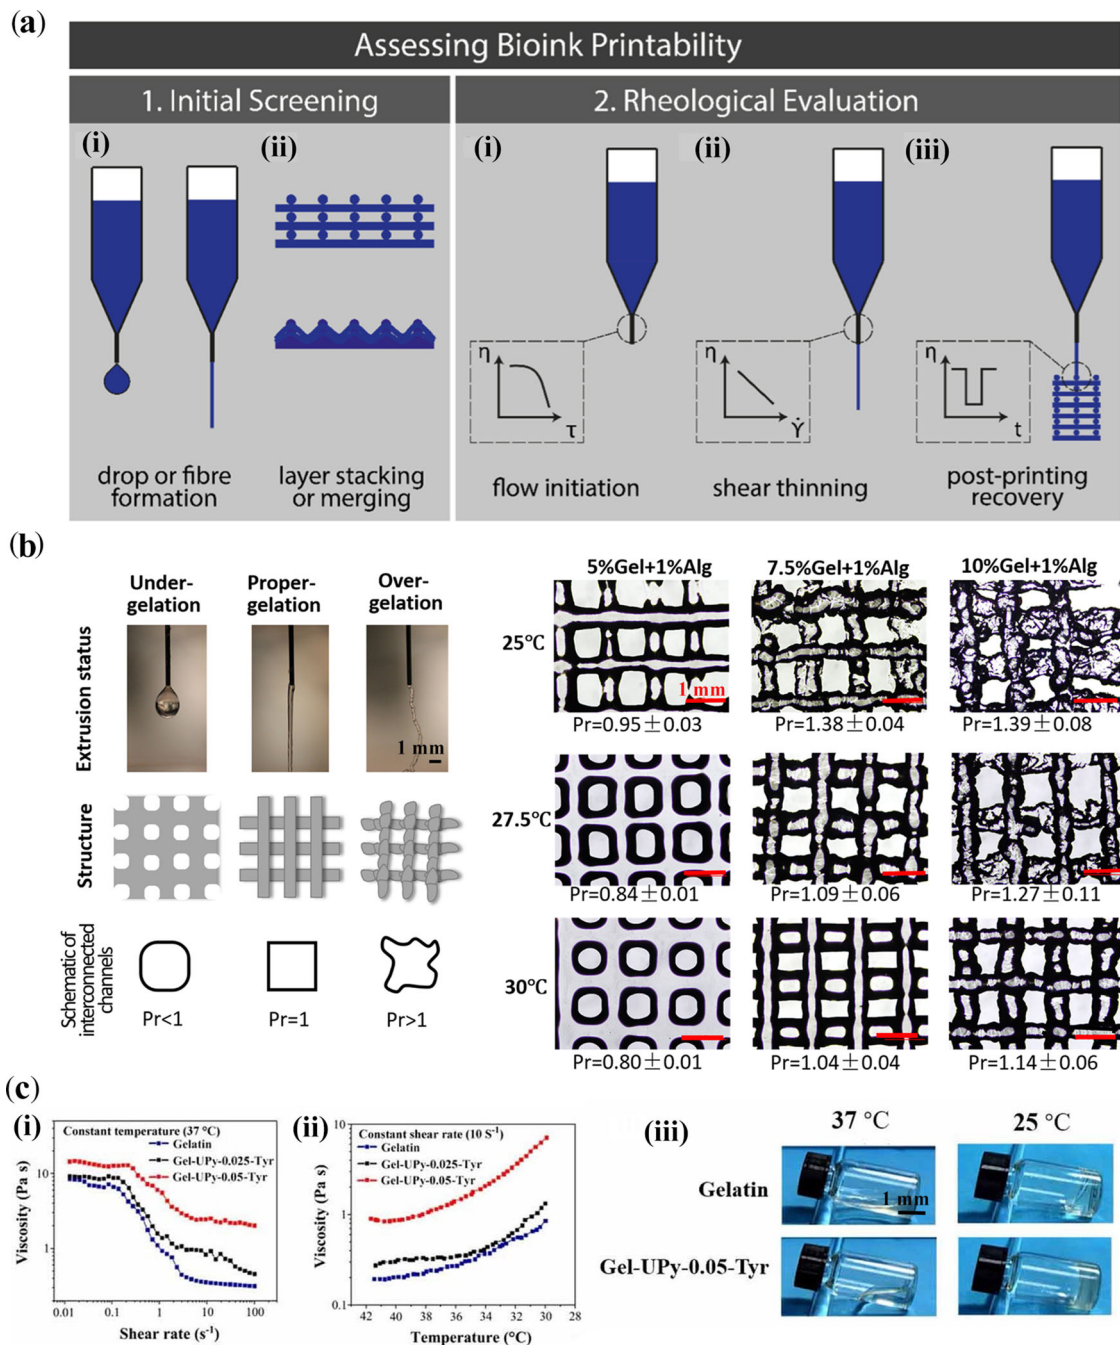 (a)
Assessing Bioink Printability
1. Initial Screening
2. Rheological Evaluation
(i)
(ii)
(i)
(ii)
(iii)
η
τ
η
γ̇
η
t
drop or fibre
formation
layer stacking
or merging
flow initiation
shear thinning
post-printing
recovery
(b)
Under-
gelation
Proper-
gelation
Over-
gelation
Extrusion status
1 mm
Structure
Schematic of
interconnected
channels
Pr<1
Pr=1
Pr>1
5%Gel+1%Alg
7.5%Gel+1%Alg
10%Gel+1%Alg
25℃
1 mm
Pr=0.95±0.03
Pr=1.38±0.04
Pr=1.39±0.08
27.5℃
Pr=0.84±0.01
Pr=1.09±0.06
Pr=1.27±0.11
30℃
Pr=0.80±0.01
Pr=1.04±0.04
Pr=1.14±0.06
(c)
(i)
Constant temperature (37 °C)
Gelatin
Gel-UPy-0.025-Tyr
Gel-UPy-0.05-Tyr
Viscosity (Pa s)
10
1
0.01 0.1 1 10 100
Shear rate (s⁻¹)
(ii)
Constant shear rate (10 S⁻¹)
Gelatin
Gel-UPy-0.025-Tyr
Gel-UPy-0.05-Tyr
Viscosity (Pa s)
10
1
0.1
42 40 38 36 34 32 30 28
Temperature (°C)
(iii)
37 °C
25 °C
Gelatin
1 mm
Gel-UPy-0.05-Tyr